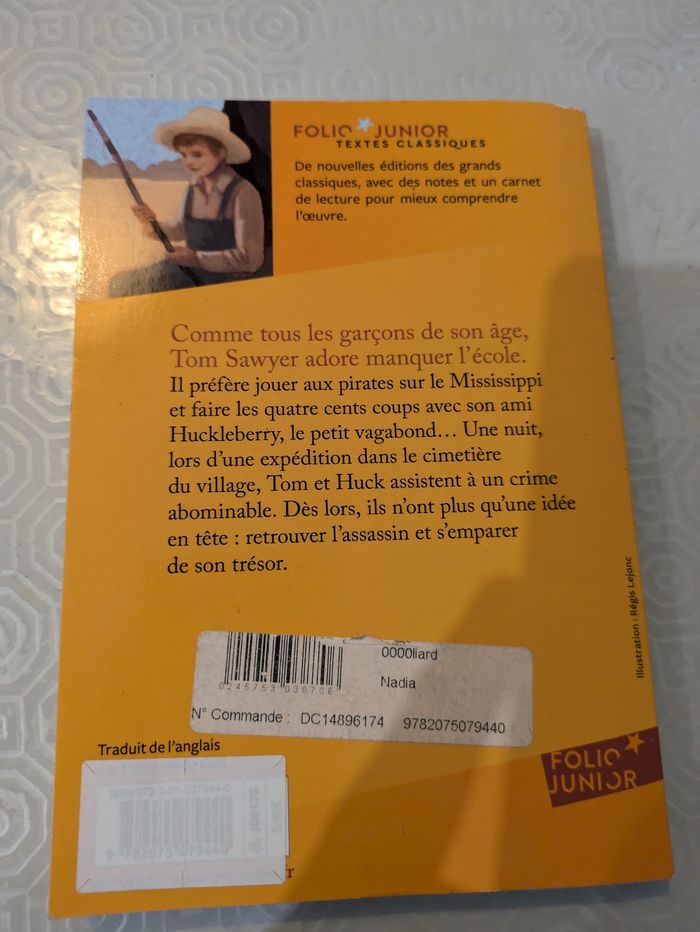 FOLIO JUNIOR
TEXTES CLASSIQUES
De nouvelles éditions des grands
classiques, avec des notes et un carnet
de lecture pour mieux comprendre
l'œuvre.
Comme tous les garçons de son âge,
Tom Sawyer adore manquer l'école.
Il préfère jouer aux pirates sur le Mississippi
et faire les quatre cents coups avec son ami
Huckleberry, le petit vagabond... Une nuit,
lors d'une expédition dans le cimetière
du village, Tom et Huck assistent à un crime
abominable. Dès lors, ils n'ont plus qu'une idée
en tête : retrouver l'assassin et s'emparer
de son trésor.
Illustration : Régis Lejonc
0000liard
Nadia
N° Commande : DC14896174 9782075079440
Traduit de l'anglais
FOLIO
JUNIOR
9 782075 079440
r